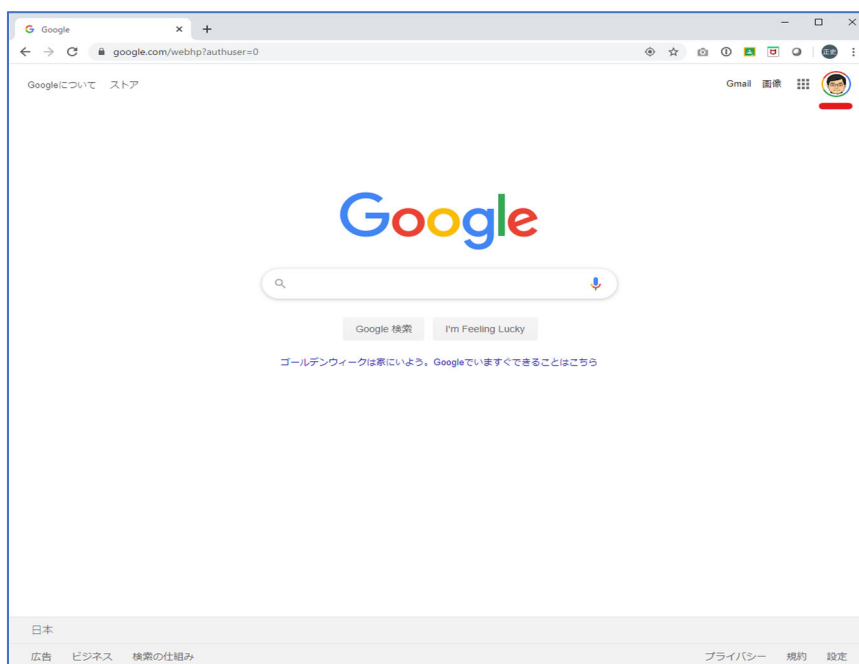 Google
google.com/webhp?authuser=0
正史
Googleについて ストア
Gmail 画像
Google
Google 検索 I'm Feeling Lucky
ゴールデンウィークは家にいよう。Googleでいますぐできることはこちら
日本
広告 ビジネス 検索の仕組み プライバシー 規約 設定